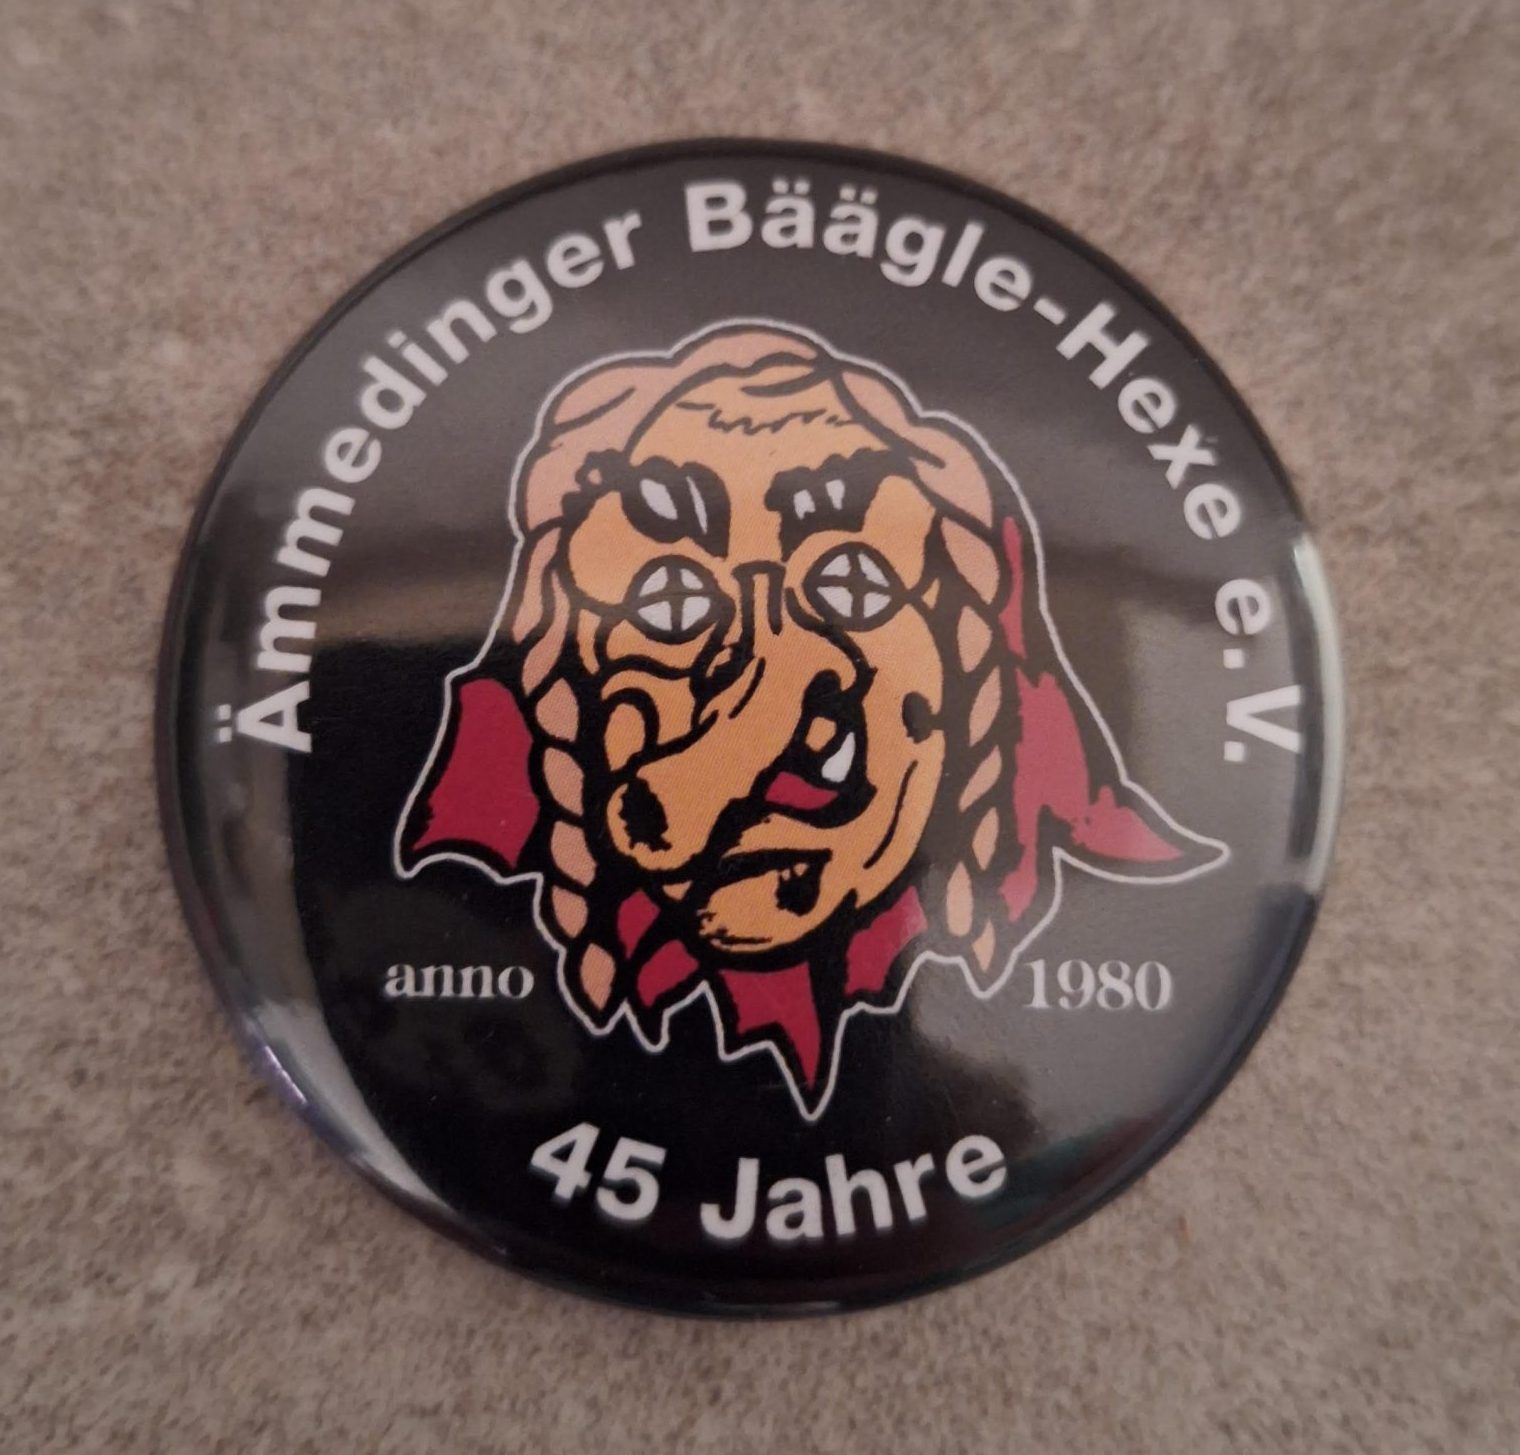 Ämmedinger Bäägle-Hexe e.V.
anno 1980
45 Jahre